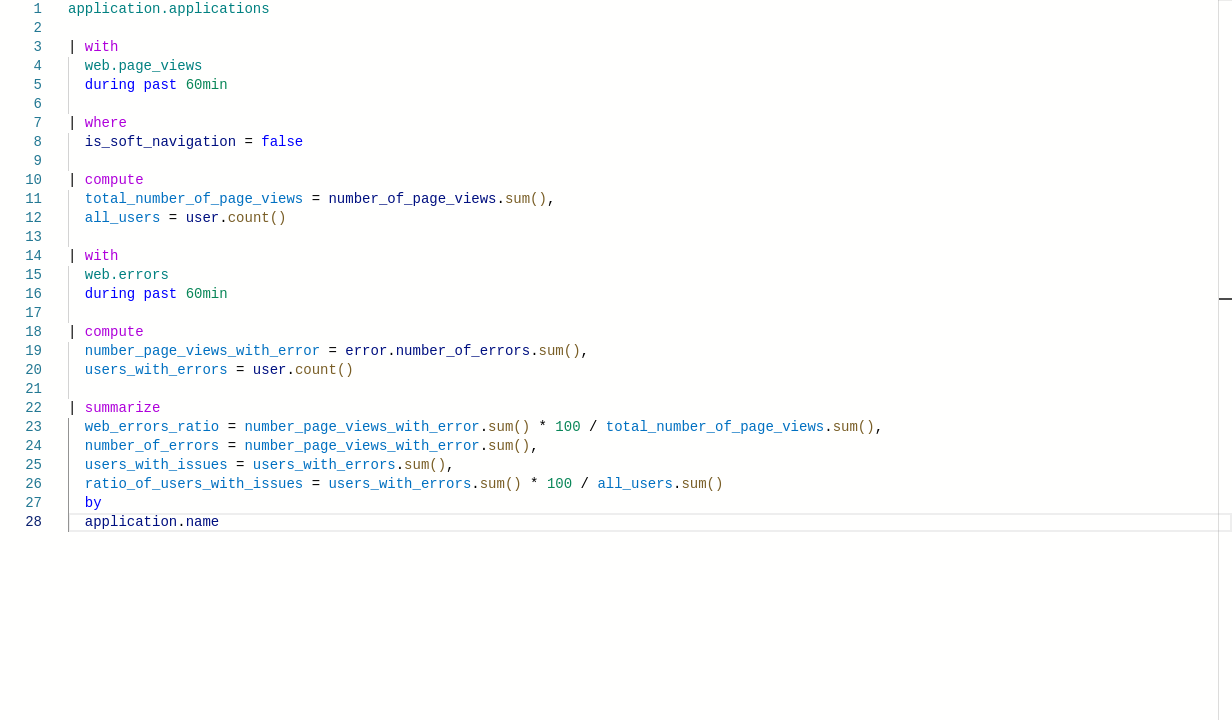 1 application.applications
2
3 | with
4 web.page_views
5 during past 60min
6
7 | where
8 is_soft_navigation = false
9
10 | compute
11 total_number_of_page_views = number_of_page_views.sum(),
12 all_users = user.count()
13
14 | with
15 web.errors
16 during past 60min
17
18 | compute
19 number_page_views_with_error = error.number_of_errors.sum(),
20 users_with_errors = user.count()
21
22 | summarize
23 web_errors_ratio = number_page_views_with_error.sum() * 100 / total_number_of_page_views.sum(),
24 number_of_errors = number_page_views_with_error.sum(),
25 users_with_issues = users_with_errors.sum(),
26 ratio_of_users_with_issues = users_with_errors.sum() * 100 / all_users.sum()
27 by
28 application.name